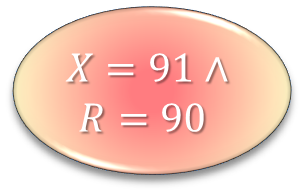 X = 91 ∧
R = 90